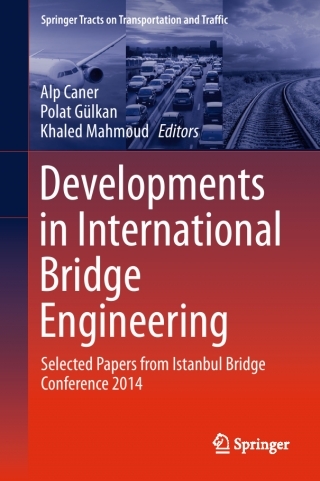 Springer Tracts on Transportation and Traffic
Alp Caner
Polat Gülkan
Khaled Mahmoud Editors
Developments
in International
Bridge
Engineering
Selected Papers from Istanbul Bridge
Conference 2014
Springer